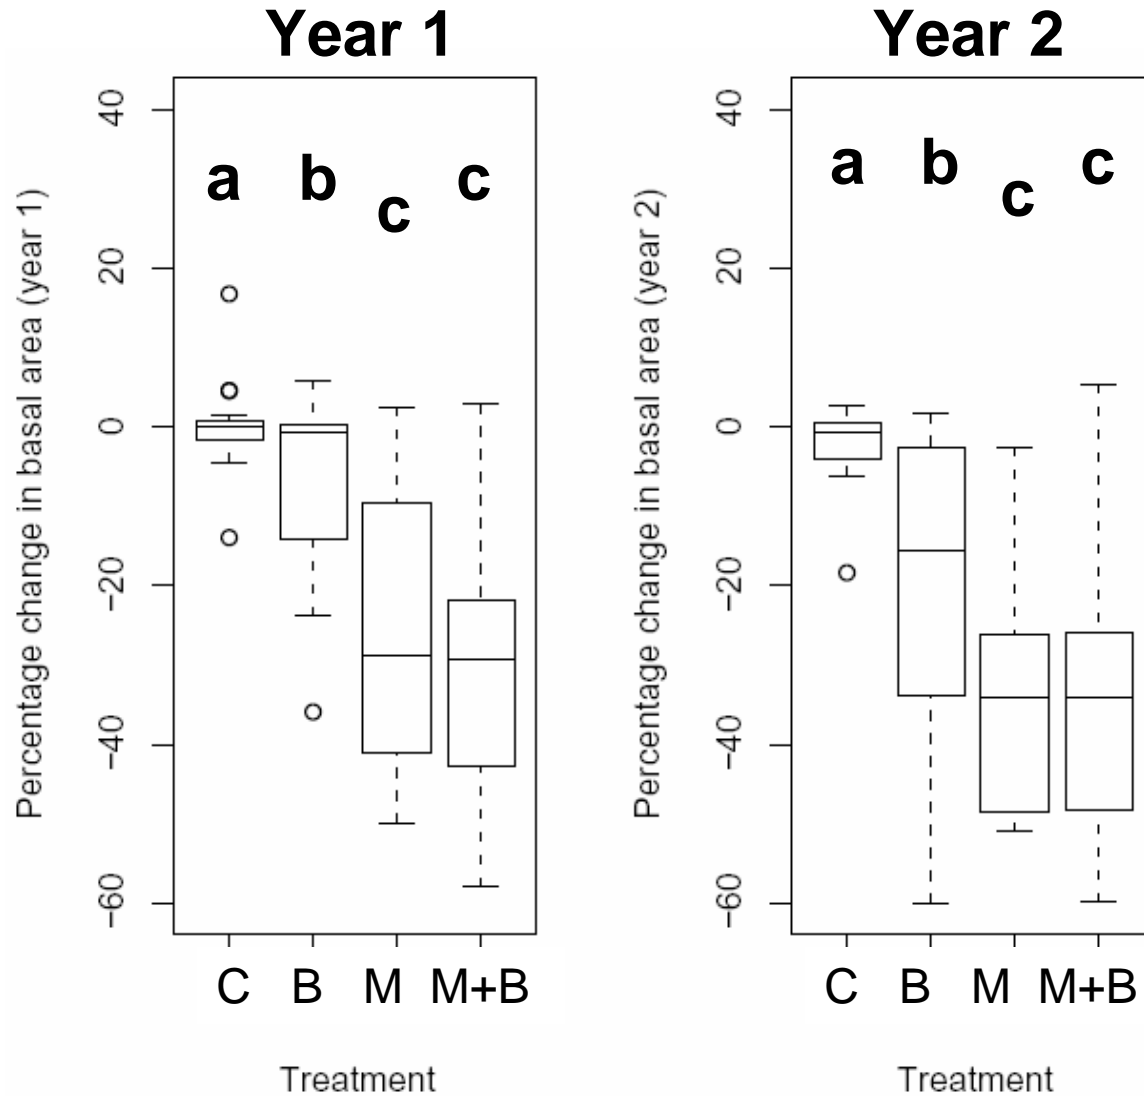 Year 1
Percentage change in basal area (year 1)
40
20
0
−20
−40
−60
a b c c
C B M M+B
Treatment
Year 2
Percentage change in basal area (year 2)
40
20
0
−20
−40
−60
a b c c
C B M M+B
Treatment